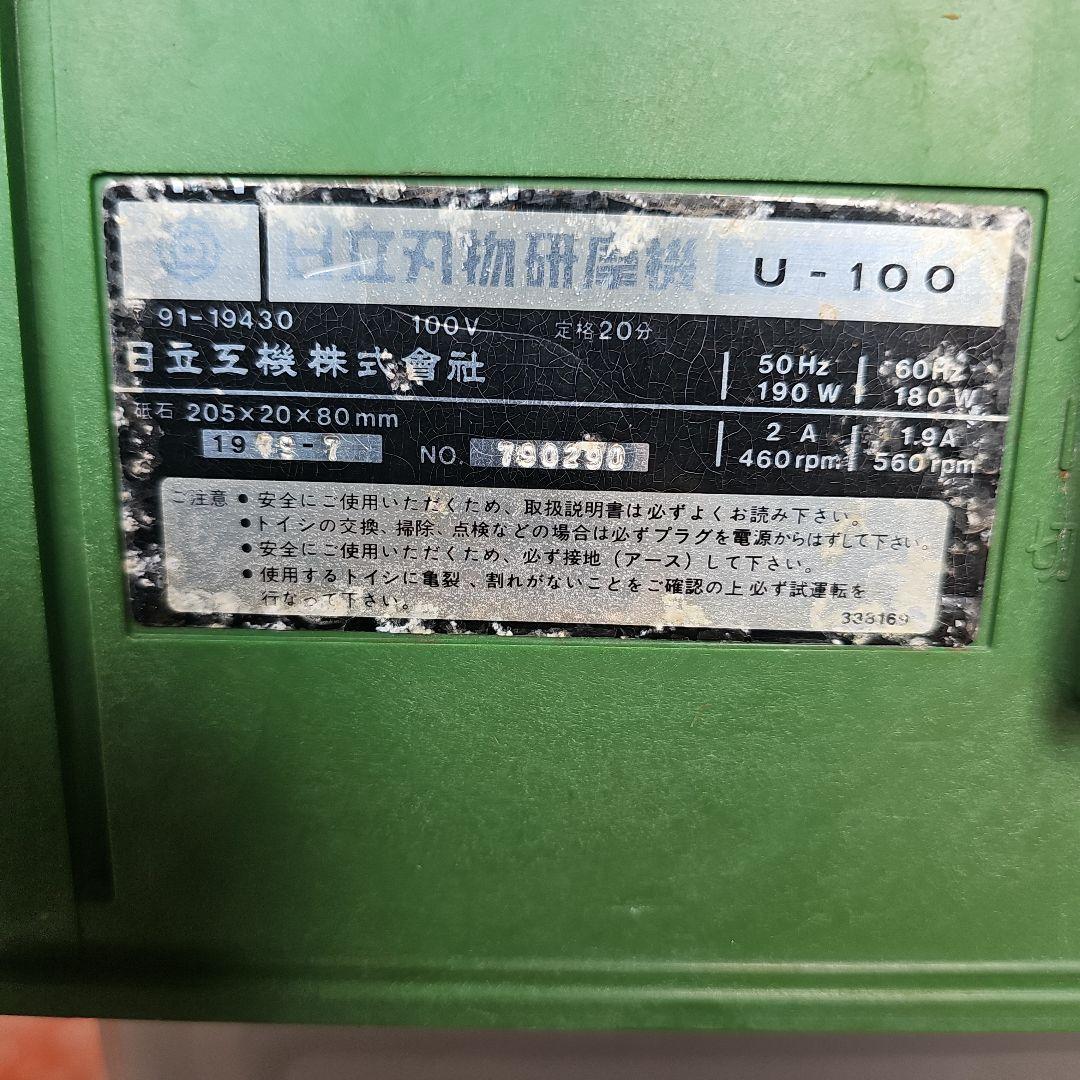 日立刃物研磨機 U-100
91-19430 100V 定格20分
日立工機株式會社
50Hz 60Hz
190W 180W
砥石 205×20×80mm
2A 1.9A
460rpm 560rpm
1979-7 NO. 790290
ご注意 ●安全にご使用いただくため、取扱説明書は必ずよくお読み下さい。
●トイシの交換、掃除、点検などの場合は必ずプラグを電源からはずして下さい。
●安全にご使用いただくため、必ず接地(アース)して下さい。
●使用するトイシに亀裂、割れがないことをご確認の上必ず試運転を
行なって下さい。
338169